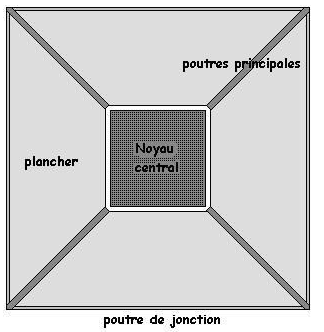 poutres principales
Noyau
central
plancher
poutre de jonction